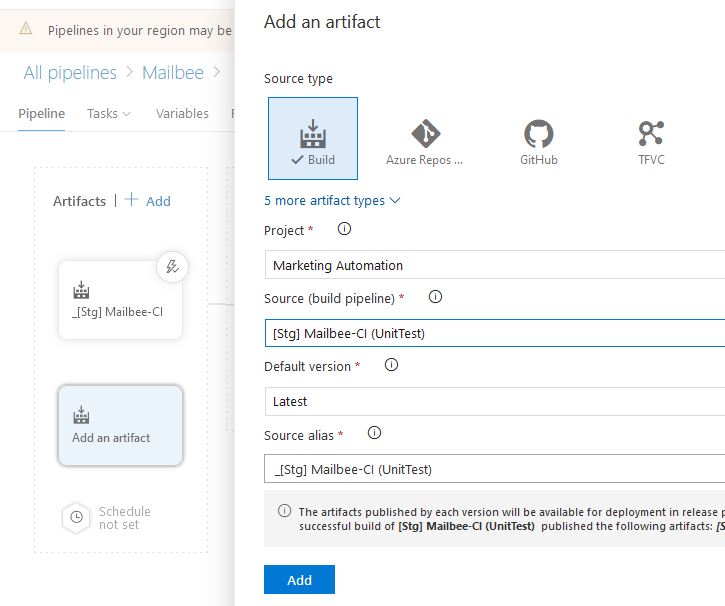 Pipelines in your region may be
All pipelines > Mailbee >
Pipeline Tasks Variables
Artifacts | + Add
_[Stg] Mailbee-CI
Add an artifact
Schedule
not set
Add an artifact
Source type
Build
Azure Repos ...
GitHub
TFVC
5 more artifact types
Project *
Marketing Automation
Source (build pipeline) *
[Stg] Mailbee-CI (UnitTest)
Default version *
Latest
Source alias *
_[Stg] Mailbee-CI (UnitTest)
The artifacts published by each version will be available for deployment in release
successful build of [Stg] Mailbee-CI (UnitTest) published the following artifacts:
Add